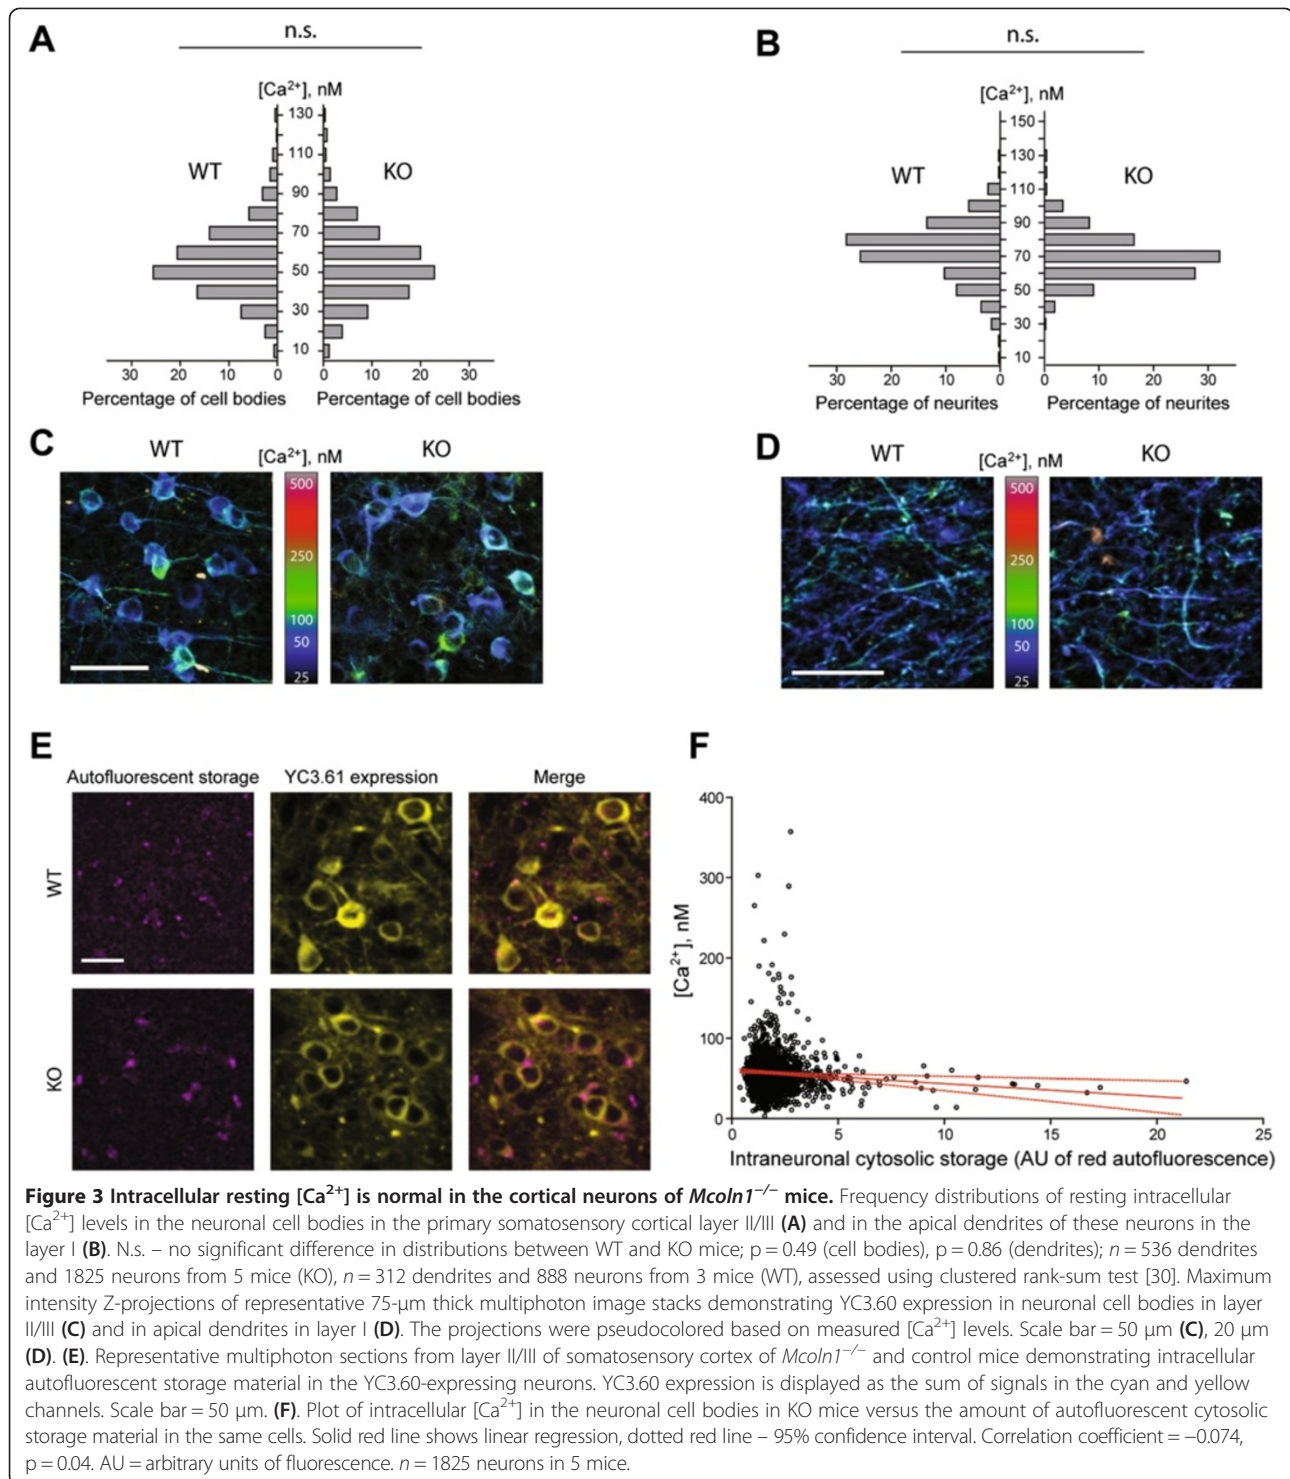 A
n.s.
[Ca²⁺], nM
130
110
90
70
50
30
10
WT
KO
30 20 10 0 0 10 20 30
Percentage of cell bodies Percentage of cell bodies
B
n.s.
[Ca²⁺], nM
150
130
110
90
70
50
30
10
WT
KO
30 20 10 0 0 10 20 30
Percentage of neurites Percentage of neurites
C
WT [Ca²⁺], nM KO
500
250
100
50
25
D
WT [Ca²⁺], nM KO
500
250
100
50
25
E
Autofluorescent storage YC3.61 expression Merge
WT
KO
F
[Ca²⁺], nM
400
300
200
100
0
0 5 10 15 20 25
Intraneuronal cytosolic storage (AU of red autofluorescence)
Figure 3 Intracellular resting [Ca²⁺] is normal in the cortical neurons of Mcoln1⁻/⁻ mice. Frequency distributions of resting intracellular
[Ca²⁺] levels in the neuronal cell bodies in the primary somatosensory cortical layer II/III (A) and in the apical dendrites of these neurons in the
layer I (B). N.s. – no significant difference in distributions between WT and KO mice; p = 0.49 (cell bodies), p = 0.86 (dendrites); n = 536 dendrites
and 1825 neurons from 5 mice (KO), n = 312 dendrites and 888 neurons from 3 mice (WT), assessed using clustered rank-sum test [30]. Maximum
intensity Z-projections of representative 75-μm thick multiphoton image stacks demonstrating YC3.60 expression in neuronal cell bodies in layer
II/III (C) and in apical dendrites in layer I (D). The projections were pseudocolored based on measured [Ca²⁺] levels. Scale bar = 50 μm (C), 20 μm
(D). (E). Representative multiphoton sections from layer II/III of somatosensory cortex of Mcoln1⁻/⁻ and control mice demonstrating intracellular
autofluorescent storage material in the YC3.60-expressing neurons. YC3.60 expression is displayed as the sum of signals in the cyan and yellow
channels. Scale bar = 50 μm. (F). Plot of intracellular [Ca²⁺] in the neuronal cell bodies in KO mice versus the amount of autofluorescent cytosolic
storage material in the same cells. Solid red line shows linear regression, dotted red line – 95% confidence interval. Correlation coefficient = −0.074,
p = 0.04. AU = arbitrary units of fluorescence. n = 1825 neurons in 5 mice.